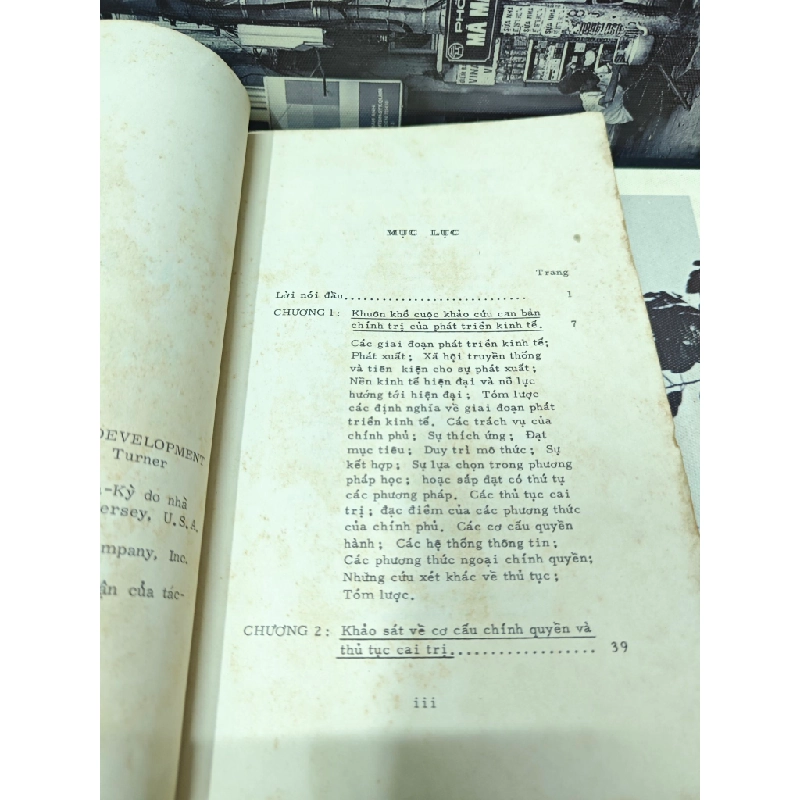 PHỞ
MA MA
DEVELOPMENT
Turner
-Kỳ do nhà
ersey, U.S.A.
mpany, Inc.
ận của tác-
MỤC LỤC
Trang
Lời nói đầu.............................. 1
CHƯƠNG 1: Khuôn khổ cuộc khảo cứu căn bản
chính trị của phát triển kinh tế. 7
Các giai đoạn phát triển kinh tế;
Phát xuất; Xã hội truyền thống
và tiên kiện cho sự phát xuất;
Nền kinh tế hiện đại và nỗ lực
hướng tới hiện đại; Tóm lược
các định nghĩa về giai đoạn phát
triển kinh tế. Các trách vụ của
chính phủ; Sự thích ứng; Đạt
mục tiêu; Duy trì mô thức; Sự
kết hợp; Sự lựa chọn trong phương
pháp học; hoặc sắp đặt có thứ tự
các phương pháp. Các thủ tục cai
trị; đặc điểm của các phương thức
của chính phủ. Các cơ cấu quyền
hành; Các hệ thống thông tin;
Các phương thức ngoại chính quyền;
Những cứu xét khác về thủ tục;
Tóm lược.
CHƯƠNG 2: Khảo sát về cơ cấu chính quyền và
thủ tục cai trị.................. 39
iii